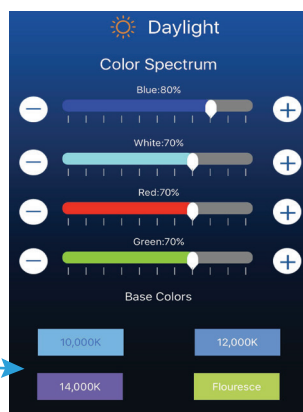 Daylight
Color Spectrum
Blue:80%
White:70%
Red:70%
Green:70%
Base Colors
10,000K 12,000K
14,000K Flouresce